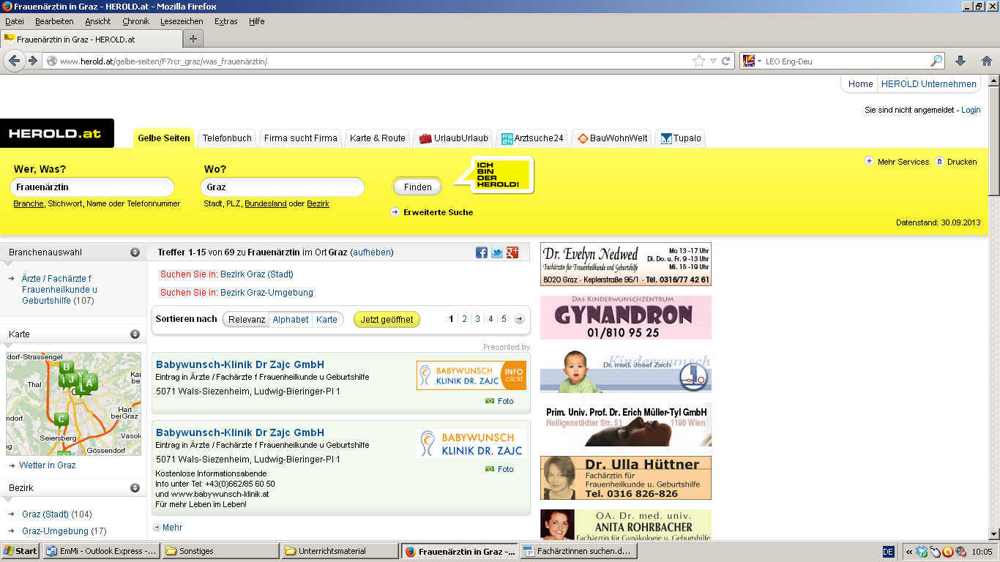 Frauenärztin in Graz - HEROLD.at - Mozilla Firefox
Datei Bearbeiten Ansicht Chronik Lesezeichen Extras Hilfe
Frauenärztin in Graz - HEROLD.at
www.herold.at/gelbe-seiten/F7rcr_graz/was_frauenärztin/
LEO Eng-Deu
Home HEROLD Unternehmen
Sie sind nicht angemeldet - Login
HEROLD.at
Gelbe Seiten Telefonbuch Firma sucht Firma Karte & Route UrlaubUrlaub Arztsuche24 BauWohnWelt Tupalo
Mehr Services Drucken
Wer, Was? Wo?
Frauenärztin Graz Finden
ICH
BIN
DER
HEROLD!
Branche, Stichwort, Name oder Telefonnummer Stadt, PLZ, Bundesland oder Bezirk
Erweiterte Suche
Datenstand: 30.09.2013
Branchenauswahl
Ärzte / Fachärzte f
Frauenheilkunde u
Geburtshilfe (107)
Karte
dorf-Strassengel
Thal
Kai
bei
Hart
bei Graz
ndorf
Seiersberg
Vasol
Gössendorf
B
I J
L A
C
Wetter in Graz
Bezirk
Graz (Stadt) (104)
Graz-Umgebung (17)
Treffer 1-15 von 69 zu Frauenärztin im Ort Graz (aufheben)
Suchen Sie in: Bezirk Graz (Stadt)
Suchen Sie in: Bezirk Graz-Umgebung
Sortieren nach Relevanz Alphabet Karte Jetzt geöffnet 1 2 3 4 5
Presented by
Babywunsch-Klinik Dr Zajc GmbH
Eintrag in Ärzte / Fachärzte f Frauenheilkunde u Geburtshilfe
5071 Wals-Siezenheim, Ludwig-Bieringer-Pl 1
BABYWUNSCH
KLINIK DR. ZAJC
INFO
click!
Foto
Babywunsch-Klinik Dr Zajc GmbH
Eintrag in Ärzte / Fachärzte f Frauenheilkunde u Geburtshilfe
5071 Wals-Siezenheim, Ludwig-Bieringer-Pl 1
Kostenlose Informationsabende
Info unter Tel: +43(0)662/85 60 50
und www.babywunsch-klinik.at
Für mehr Leben im Leben!
BABYWUNSCH
KLINIK DR. ZAJC
Foto
Mehr
Dr. Evelyn Nedwed
Fachärztin für Frauenheilkunde und Geburtshilfe
Mo 13 -17 Uhr
Di. Do. u. Fr. 9 -13 Uhr
Mi. 15 -19 Uhr
8020 Graz · Keplerstraße 95/1 · Tel. 0316/77 42 61
DAS KINDERWUNSCHZENTRUM
GYNANDRON
01/810 95 25
Kinderwunsch
Dr. med. Josef Zech
Prim. Univ. Prof. Dr. Erich Müller-Tyl GmbH
Heiligenstädter Str. 51 1190 Wien
Dr. Ulla Hüttner
Fachärztin für
Frauenheilkunde u. Geburtshilfe
Tel. 0316 826-826
OA. Dr. med. univ.
ANITA ROHRBACHER
Fachärztin für Gynäkologie u. Geburtshilfe
Start EmMi - Outlook Express -... Sonstiges Unterrichtsmaterial Frauenärztin in Graz -... Fachärztinnen suchen.d... DE « 10:05